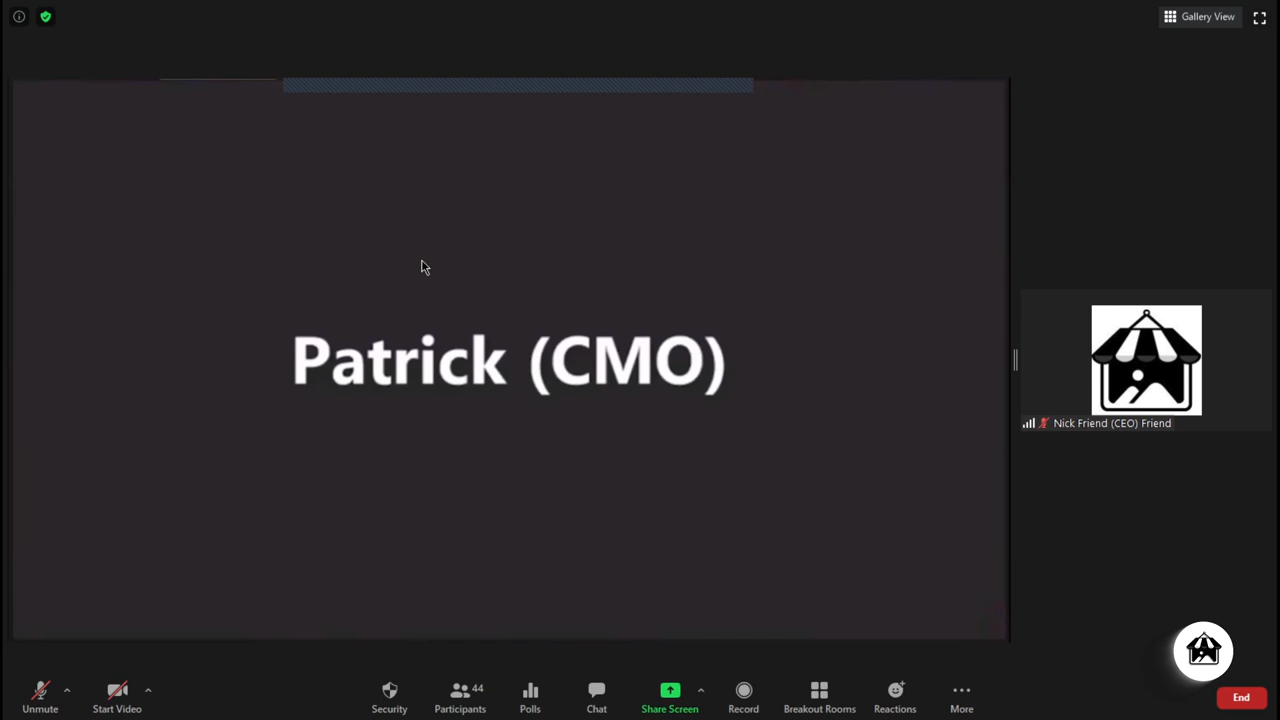 Gallery View
Patrick (CMO)
Nick Friend (CEO) Friend
44
Unmute
Start Video
Security
Participants
Polls
Chat
Share Screen
Record
Breakout Rooms
Reactions
More
End